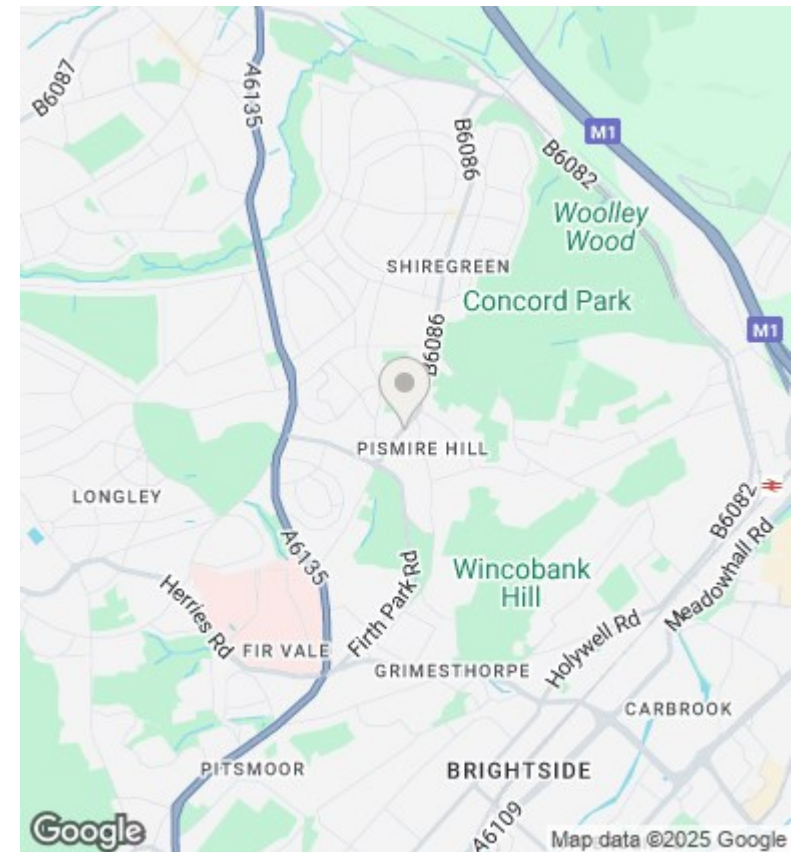 B6087
A6135
B6086
M1
B6082
Woolley
Wood
SHIREGREEN
Concord Park
M1
B6086
PISMIRE HILL
LONGLEY
B6082
A6135
Wincobank
Hill
Meadowhall Rd
Herries Rd
Firth Park Rd
Holywell Rd
FIR VALE
GRIMESTHORPE
CARBROOK
PITSMOOR
BRIGHTSIDE
A6109
Google
Map data ©2025 Google